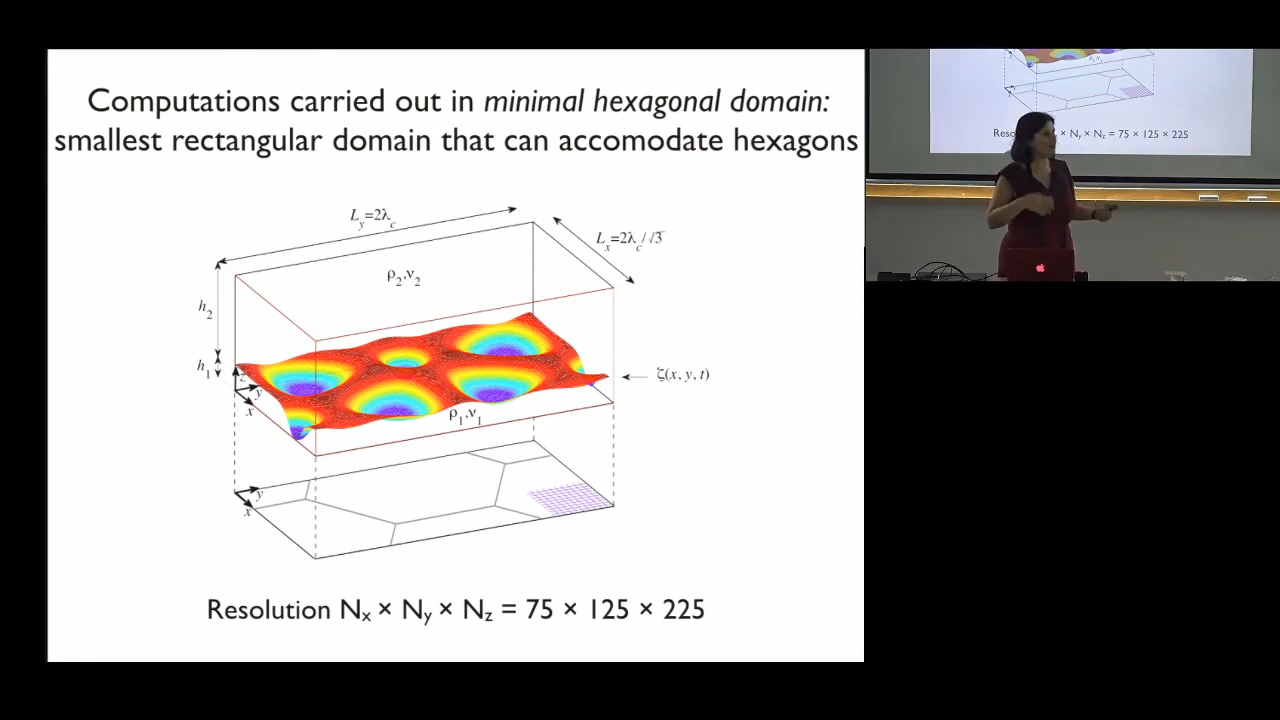 Computations carried out in minimal hexagonal domain:
smallest rectangular domain that can accomodate hexagons
L_y=2λ_c
L_x=2λ_c/√3
ρ_2,ν_2
h_2
h_1
z
y
x
ζ(x, y, t)
ρ_1,ν_1
y
x
Resolution N_x × N_y × N_z = 75 × 125 × 225
× N_y × N_z = 75 × 125 × 225